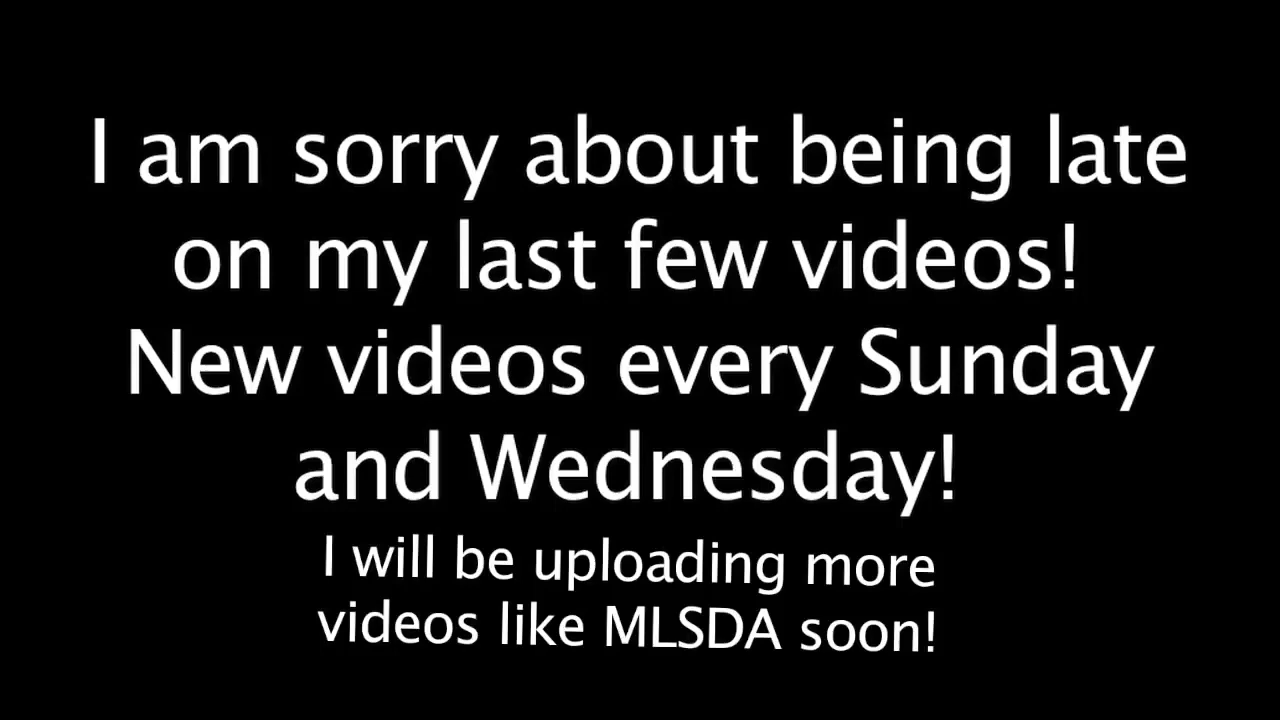 I am sorry about being late
on my last few videos!
New videos every Sunday
and Wednesday!
I will be uploading more
videos like MLSDA soon!